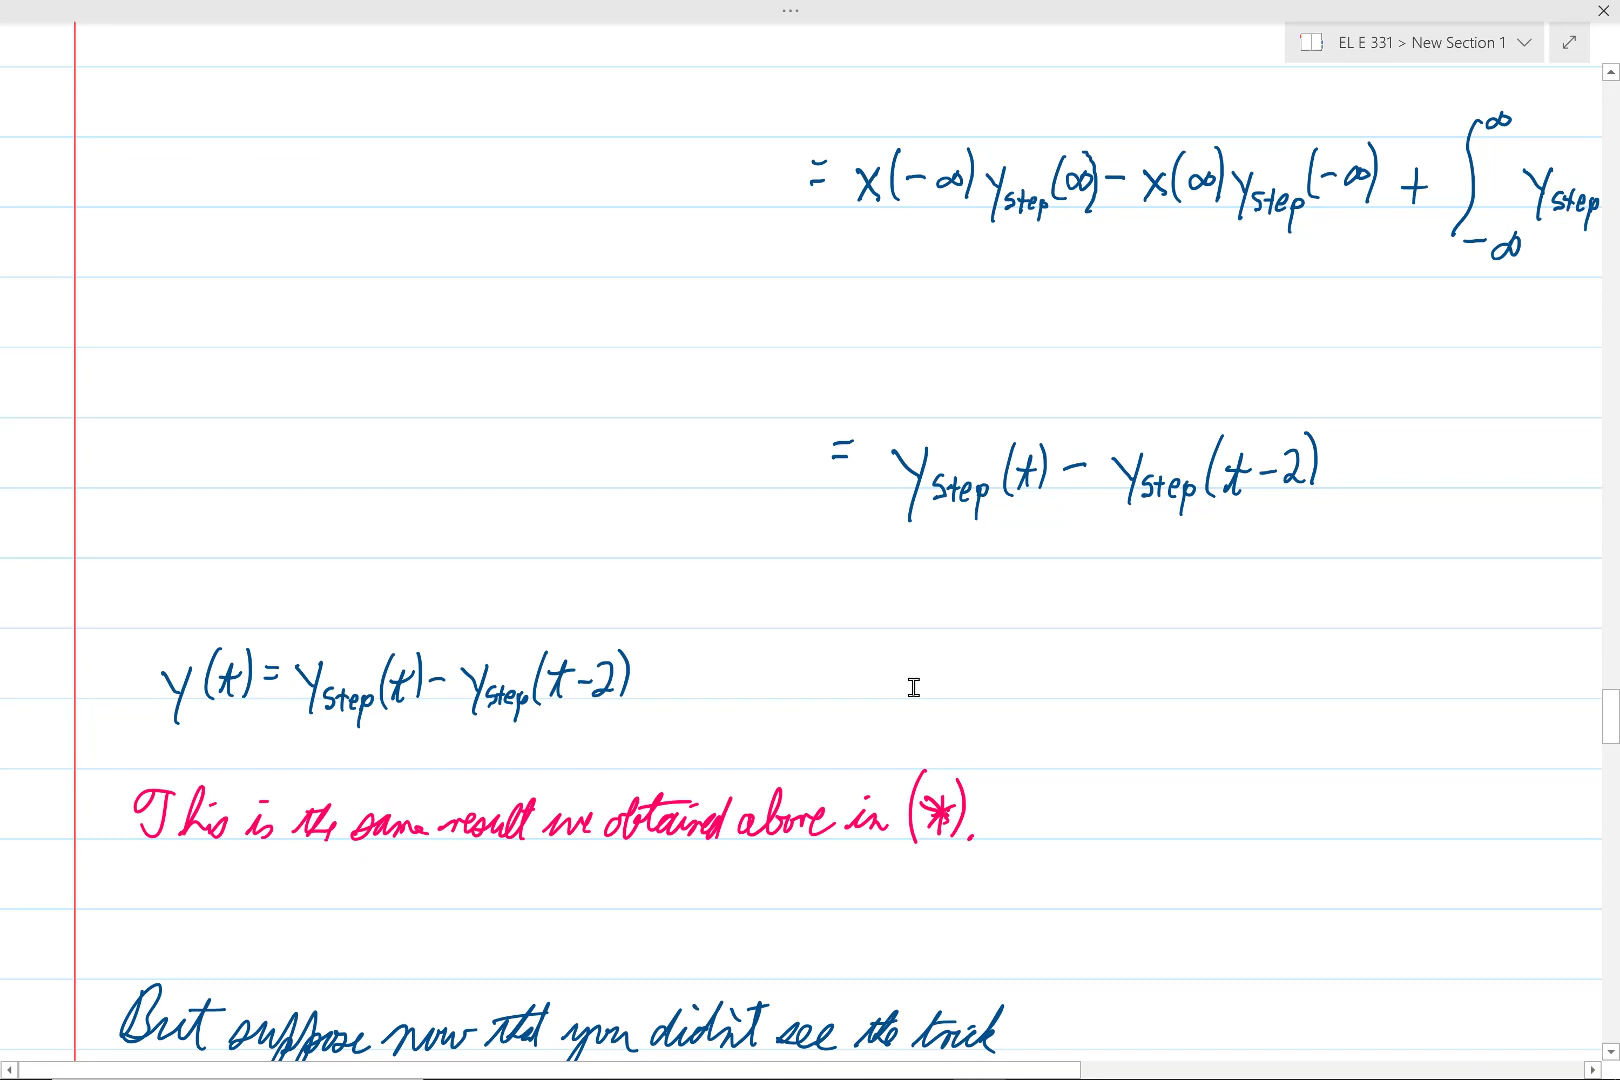 EL E 331 > New Section 1
= x(-∞) y_step(∞) - x(∞) y_step(-∞) + ∫_{-∞}^{∞} y_step
= y_step(t) - y_step(t-2)
y(t) = y_step(t) - y_step(t-2)
This is the same result we obtained above in (*).
But suppose now that you didn't see the trick